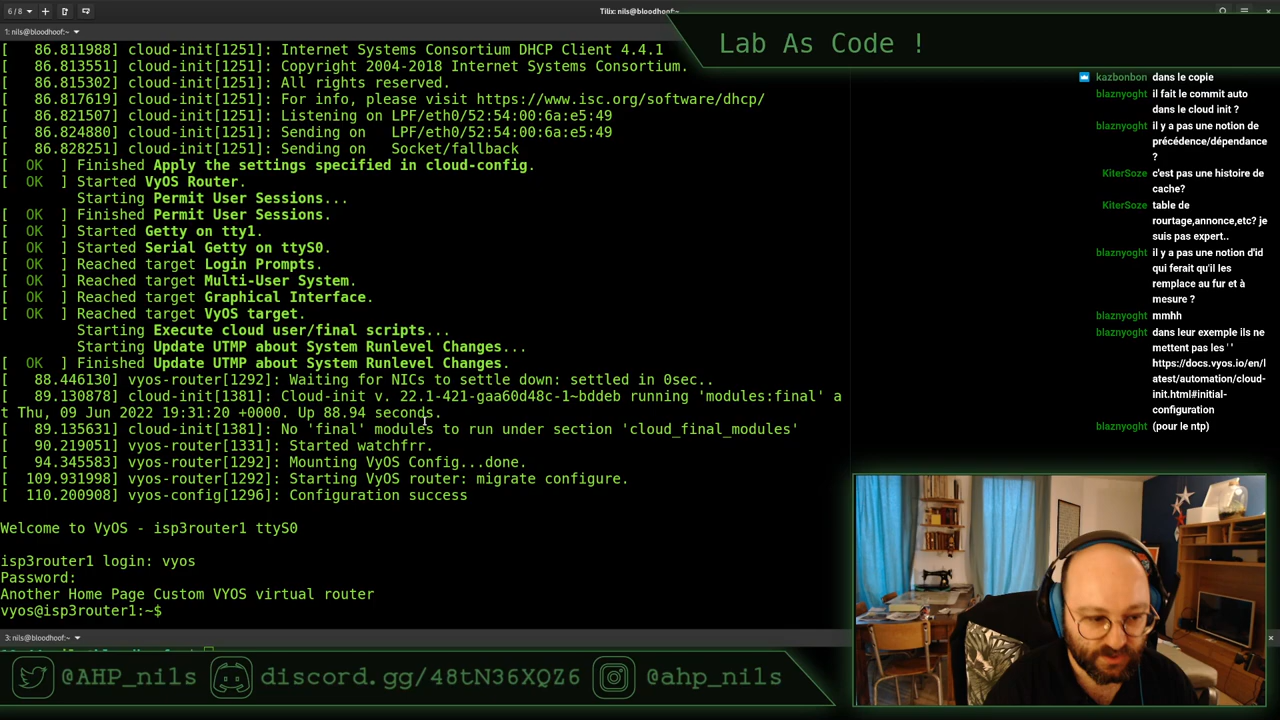 6 / 8
Tilix: nils@bloodhoof:~
1: nils@bloodhoof:~
Lab As Code !
[   86.811988] cloud-init[1251]: Internet Systems Consortium DHCP Client 4.4.1
[   86.813551] cloud-init[1251]: Copyright 2004-2018 Internet Systems Consortium.
[   86.815302] cloud-init[1251]: All rights reserved.
[   86.817619] cloud-init[1251]: For info, please visit https://www.isc.org/software/dhcp/
[   86.821507] cloud-init[1251]: Listening on LPF/eth0/52:54:00:6a:e5:49
[   86.824880] cloud-init[1251]: Sending on   LPF/eth0/52:54:00:6a:e5:49
[   86.828251] cloud-init[1251]: Sending on   Socket/fallback
[  OK  ] Finished Apply the settings specified in cloud-config.
[  OK  ] Started VyOS Router.
         Starting Permit User Sessions...
[  OK  ] Finished Permit User Sessions.
[  OK  ] Started Getty on tty1.
[  OK  ] Started Serial Getty on ttyS0.
[  OK  ] Reached target Login Prompts.
[  OK  ] Reached target Multi-User System.
[  OK  ] Reached target Graphical Interface.
[  OK  ] Reached target VyOS target.
         Starting Execute cloud user/final scripts...
         Starting Update UTMP about System Runlevel Changes...
[  OK  ] Finished Update UTMP about System Runlevel Changes.
[   88.446130] vyos-router[1292]: Waiting for NICs to settle down: settled in 0sec..
[   89.130878] cloud-init[1381]: Cloud-init v. 22.1-421-gaa60d48c-1~bddeb running 'modules:final' a
t Thu, 09 Jun 2022 19:31:20 +0000. Up 88.94 seconds.
[   89.135631] cloud-init[1381]: No 'final' modules to run under section 'cloud_final_modules'
[   90.219051] vyos-router[1331]: Started watchfrr.
[   94.345583] vyos-router[1292]: Mounting VyOS Config...done.
[  109.931998] vyos-router[1292]: Starting VyOS router: migrate configure.
[  110.200908] vyos-config[1296]: Configuration success
Welcome to VyOS - isp3router1 ttyS0
isp3router1 login: vyos
Password:
Another Home Page Custom VYOS virtual router
vyos@isp3router1:~$
3: nils@bloodhoof:~
kazbonbon dans le copie
blaznyoght il fait le commit auto
dans le cloud init ?
blaznyoght il y a pas une notion de
précédence/dépendance
?
KiterSoze c'est pas une histoire de
cache?
KiterSoze table de
rourtage,annonce,etc? je
suis pas expert..
blaznyoght il y a pas une notion d'id
qui ferait qu'il les
remplace au fur et à
mesure ?
blaznyoght mmhh
blaznyoght dans leur exemple ils ne
mettent pas les ' '
https://docs.vyos.io/en/l
atest/automation/cloud-
init.html#initial-
configuration
blaznyoght (pour le ntp)
@AHP_nils
discord.gg/48tN36XQZ6
@ahp_nils